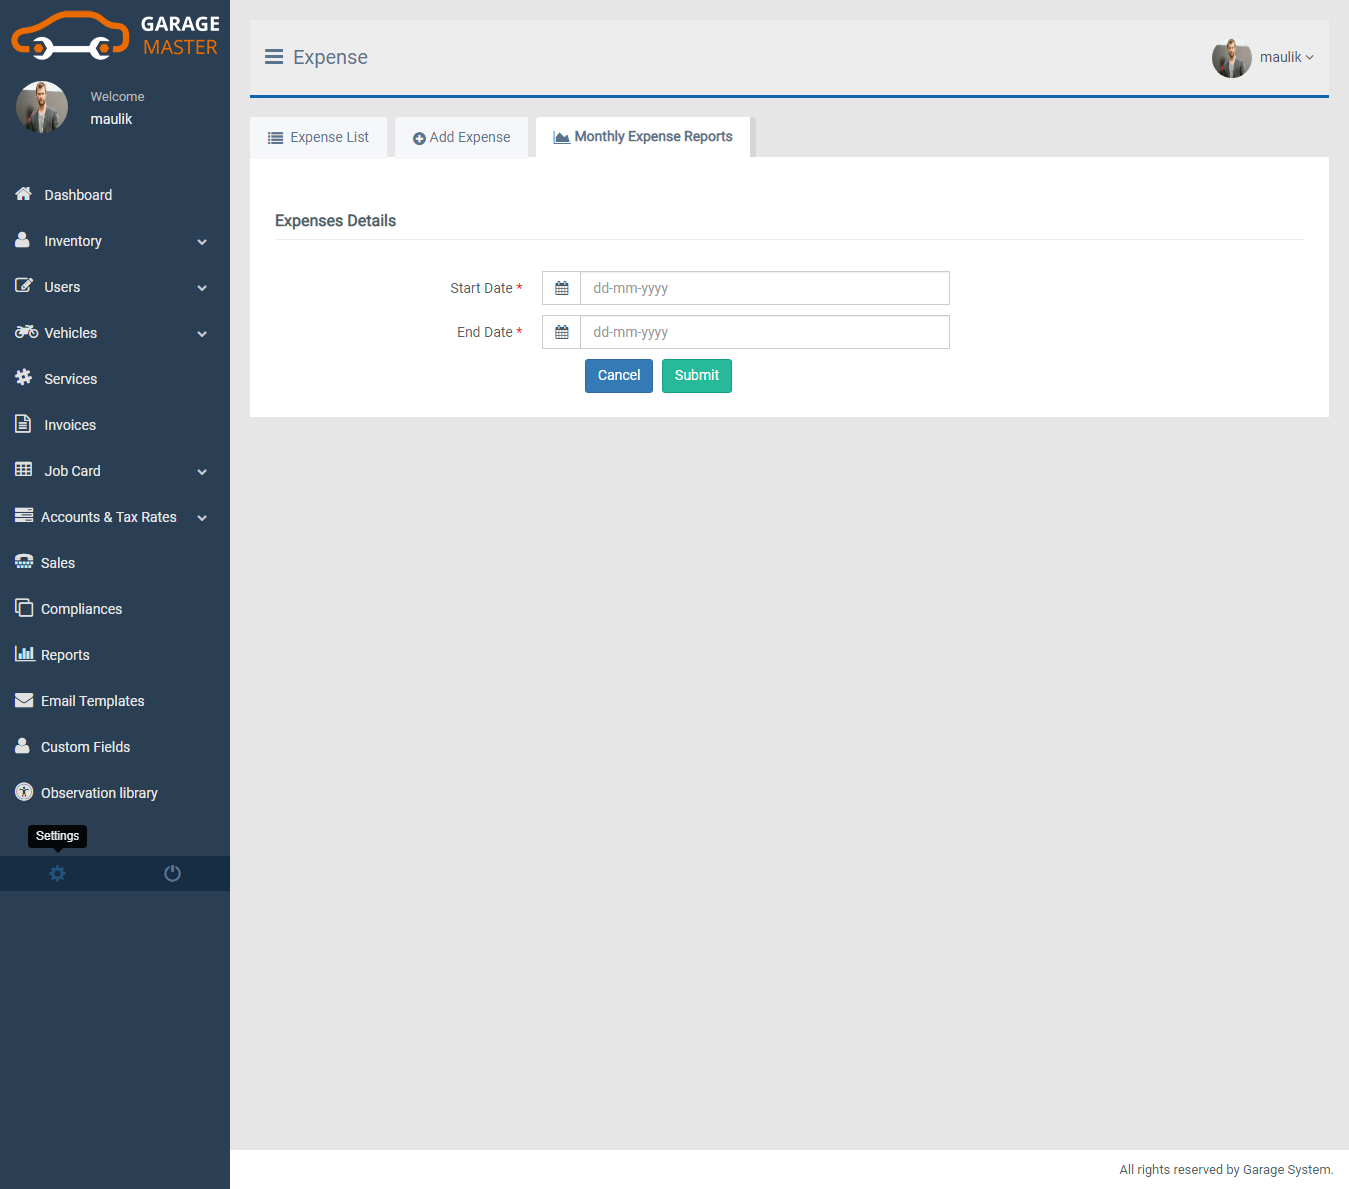 GARAGE
MASTER
Welcome
maulik
Dashboard
Inventory
Users
Vehicles
Services
Invoices
Job Card
Accounts & Tax Rates
Sales
Compliances
Reports
Email Templates
Custom Fields
Observation library
Settings
Expense
maulik
Expense List
Add Expense
Monthly Expense Reports
Expenses Details
Start Date *
dd-mm-yyyy
End Date *
dd-mm-yyyy
Cancel
Submit
All rights reserved by Garage System.